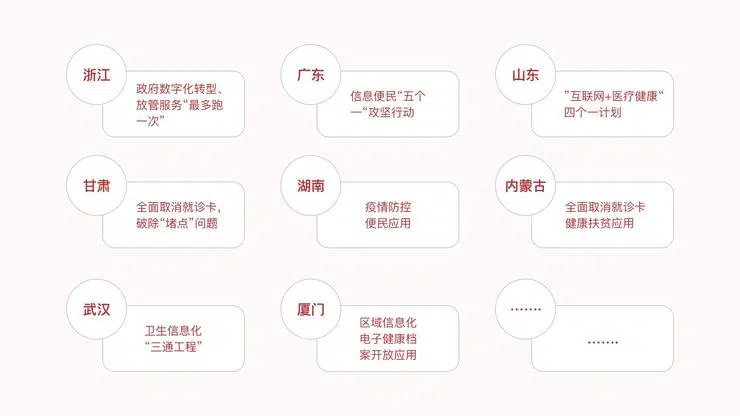 浙江
政府数字化转型、
放管服务“最多跑
一次”
广东
信息便民“五个
一“攻坚行动
山东
”互联网+医疗健康“
四个一计划
甘肃
全面取消就诊卡，
破除“堵点”问题
湖南
疫情防控
便民应用
内蒙古
全面取消就诊卡
健康扶贫应用
武汉
卫生信息化
“三通工程”
厦门
区域信息化
电子健康档
案开放应用
·······
·······